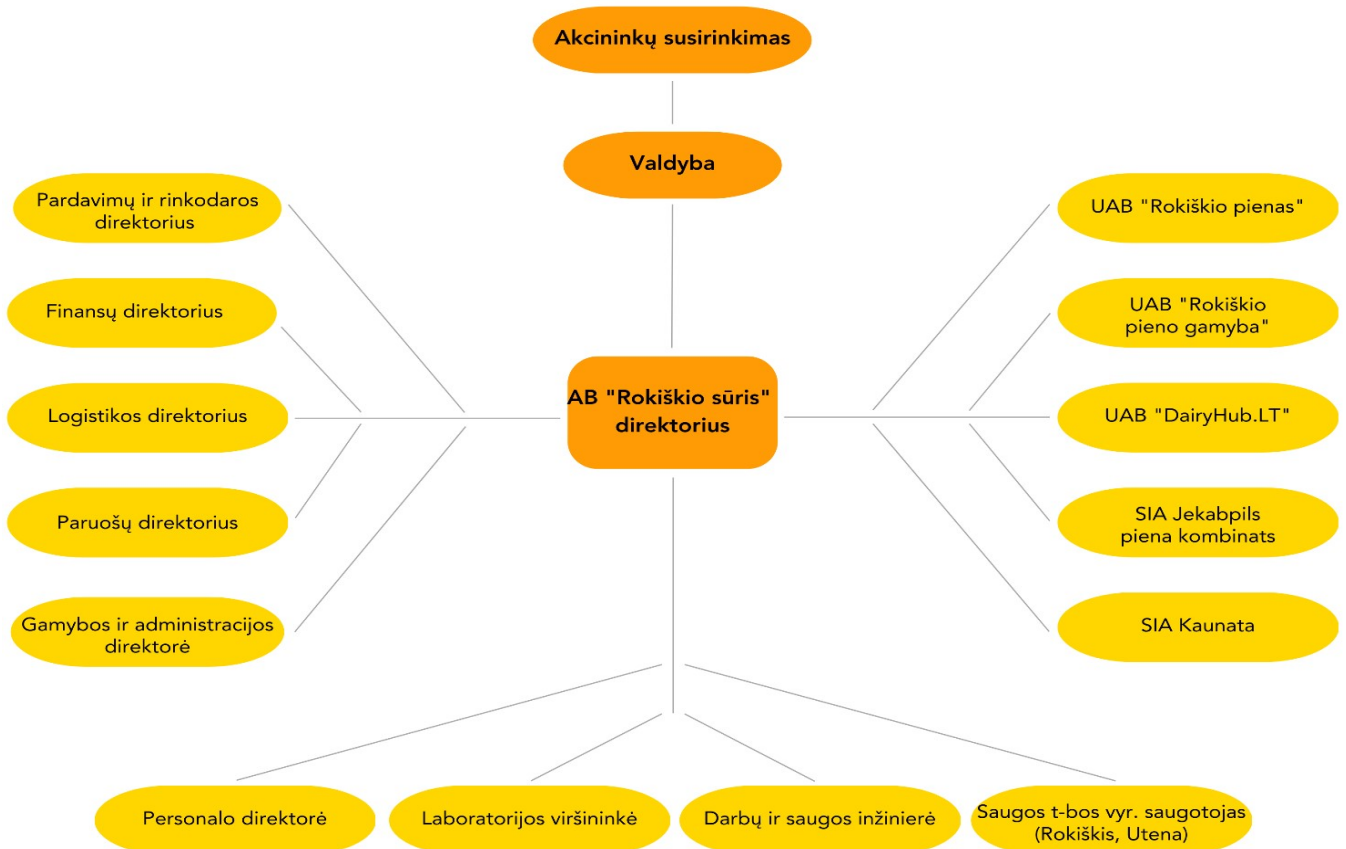 Akcininkų susirinkimas
Valdyba
AB "Rokiškio sūris"
direktorius
Pardavimų ir rinkodaros
direktorius
Finansų direktorius
Logistikos direktorius
Paruošų direktorius
Gamybos ir administracijos
direktorė
UAB "Rokiškio pienas"
UAB "Rokiškio
pieno gamyba"
UAB "DairyHub.LT"
SIA Jekabpils
piena kombinats
SIA Kaunata
Personalo direktorė
Laboratorijos viršininkė
Darbų ir saugos inžinierė
Saugos t-bos vyr. saugotojas
(Rokiškis, Utena)